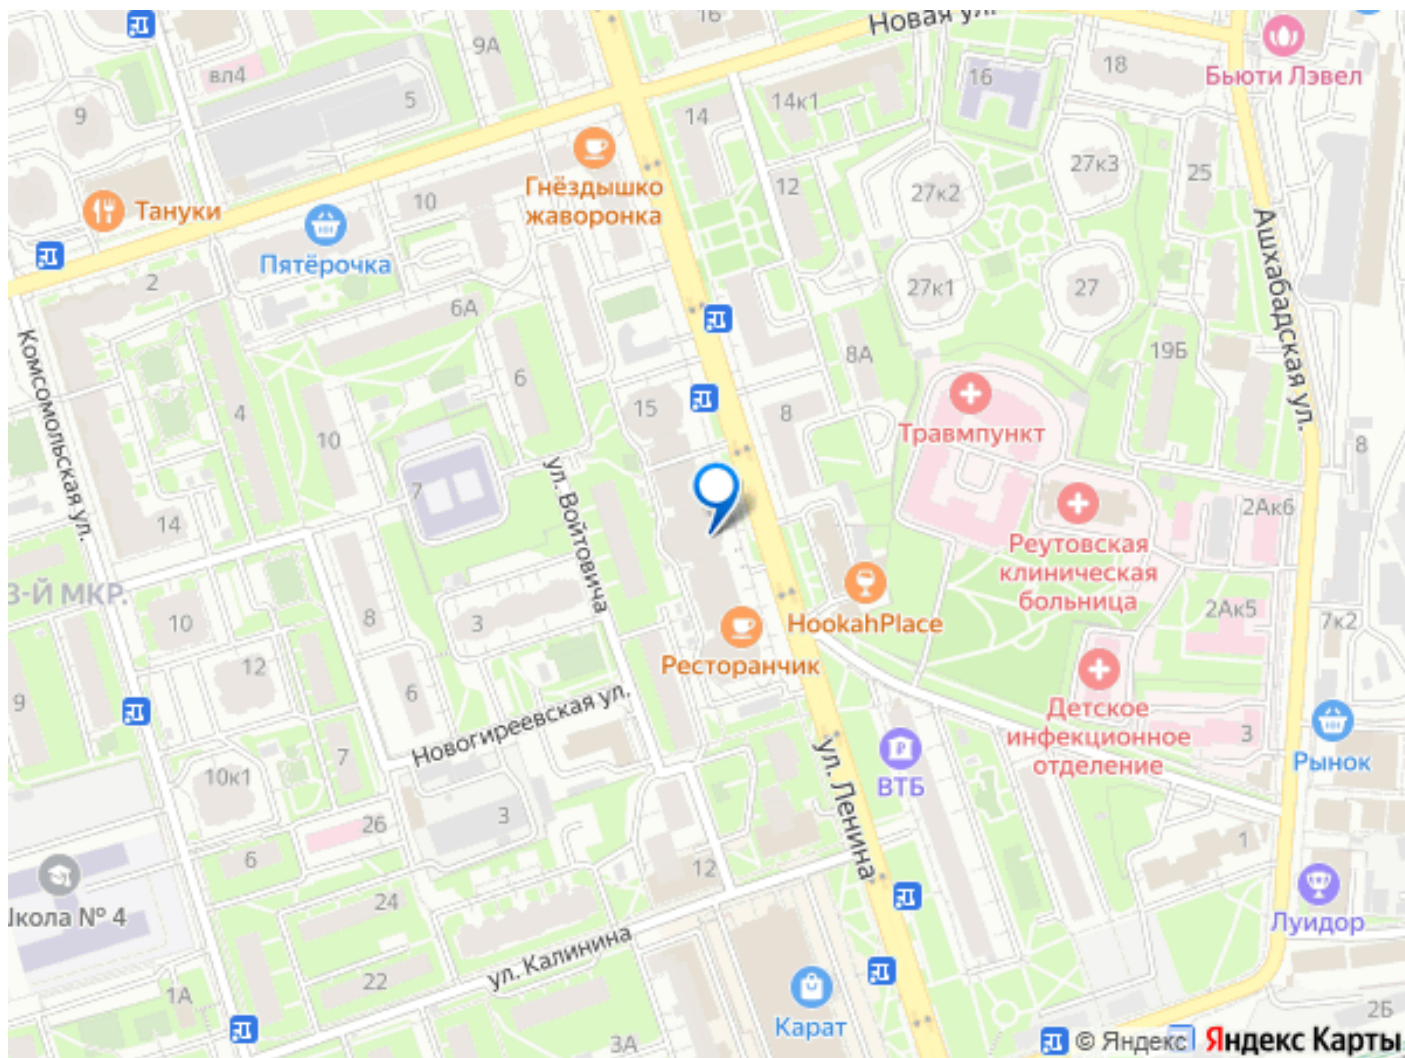 Новая ул.
16
9А
вл4
5
9
14
14к1
16
18
Бьюти Лэвел
Гнёздышко
жаворонка
Тануки
10
12
27к2
27к3
25
Пятёрочка
2
6А
27к1
27
Ашхабадская ул.
Комсомольская ул.
4
10
6
15
8
8А
19Б
Травмпункт
8
7
14
ул. Войтовича
2Ак6
Реутовская
клиническая
больница
3-Й МКР.
10
8
3
HookahPlace
2Ак5
7к2
Ресторанчик
12
6
9
Новогиреевская ул.
Детское
инфекционное
отделение
3
Рынок
7
10к1
ул. Ленина
ВТБ
26
3
6
12
1
Школа № 4
24
Луидор
ул. Калинина
22
1А
Карат
3А
2Б
© Яндекс Яндекс Карты